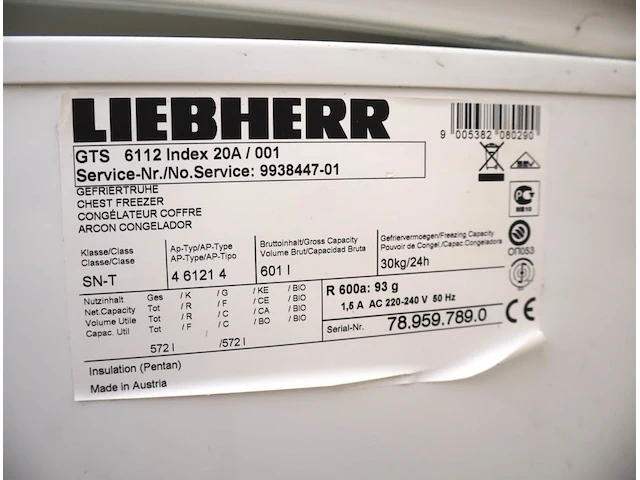 LIEBHERR
9 005382 080290
GTS 6112 Index 20A / 001
Service-Nr./No.Service: 9938447-01
GEFRIERTRUHE
CHEST FREEZER
CONGÉLATEUR COFFRE
ARCON CONGELADOR
Klasse/Class
Clase/Classe
SN-T
Ap-Typ/AP-Type
AP-Type/AP-Tipo
4 6121 4
Bruttoinhalt/Gross Capacity
Volume Brut/Capacidad Bruta
601 l
Gefriervermoegen/Freezing Capacity
Pouvoir de Congel./Capac.Congeladora
30kg/24h
Nutzinhalt Ges /K /G /KE /BIO
Net.Capacity Tot /R /F /CE /BIO
Volume Utile Tot /R /C /CA /BIO
Capac. Util Tot /F /C /BO /BIO
572 l /572 l
R 600a: 93 g
1,5 A AC 220-240 V 50 Hz
Serial-Nr. 78.959.789.0
CE
Insulation (Pentan)
Made in Austria
ОП053